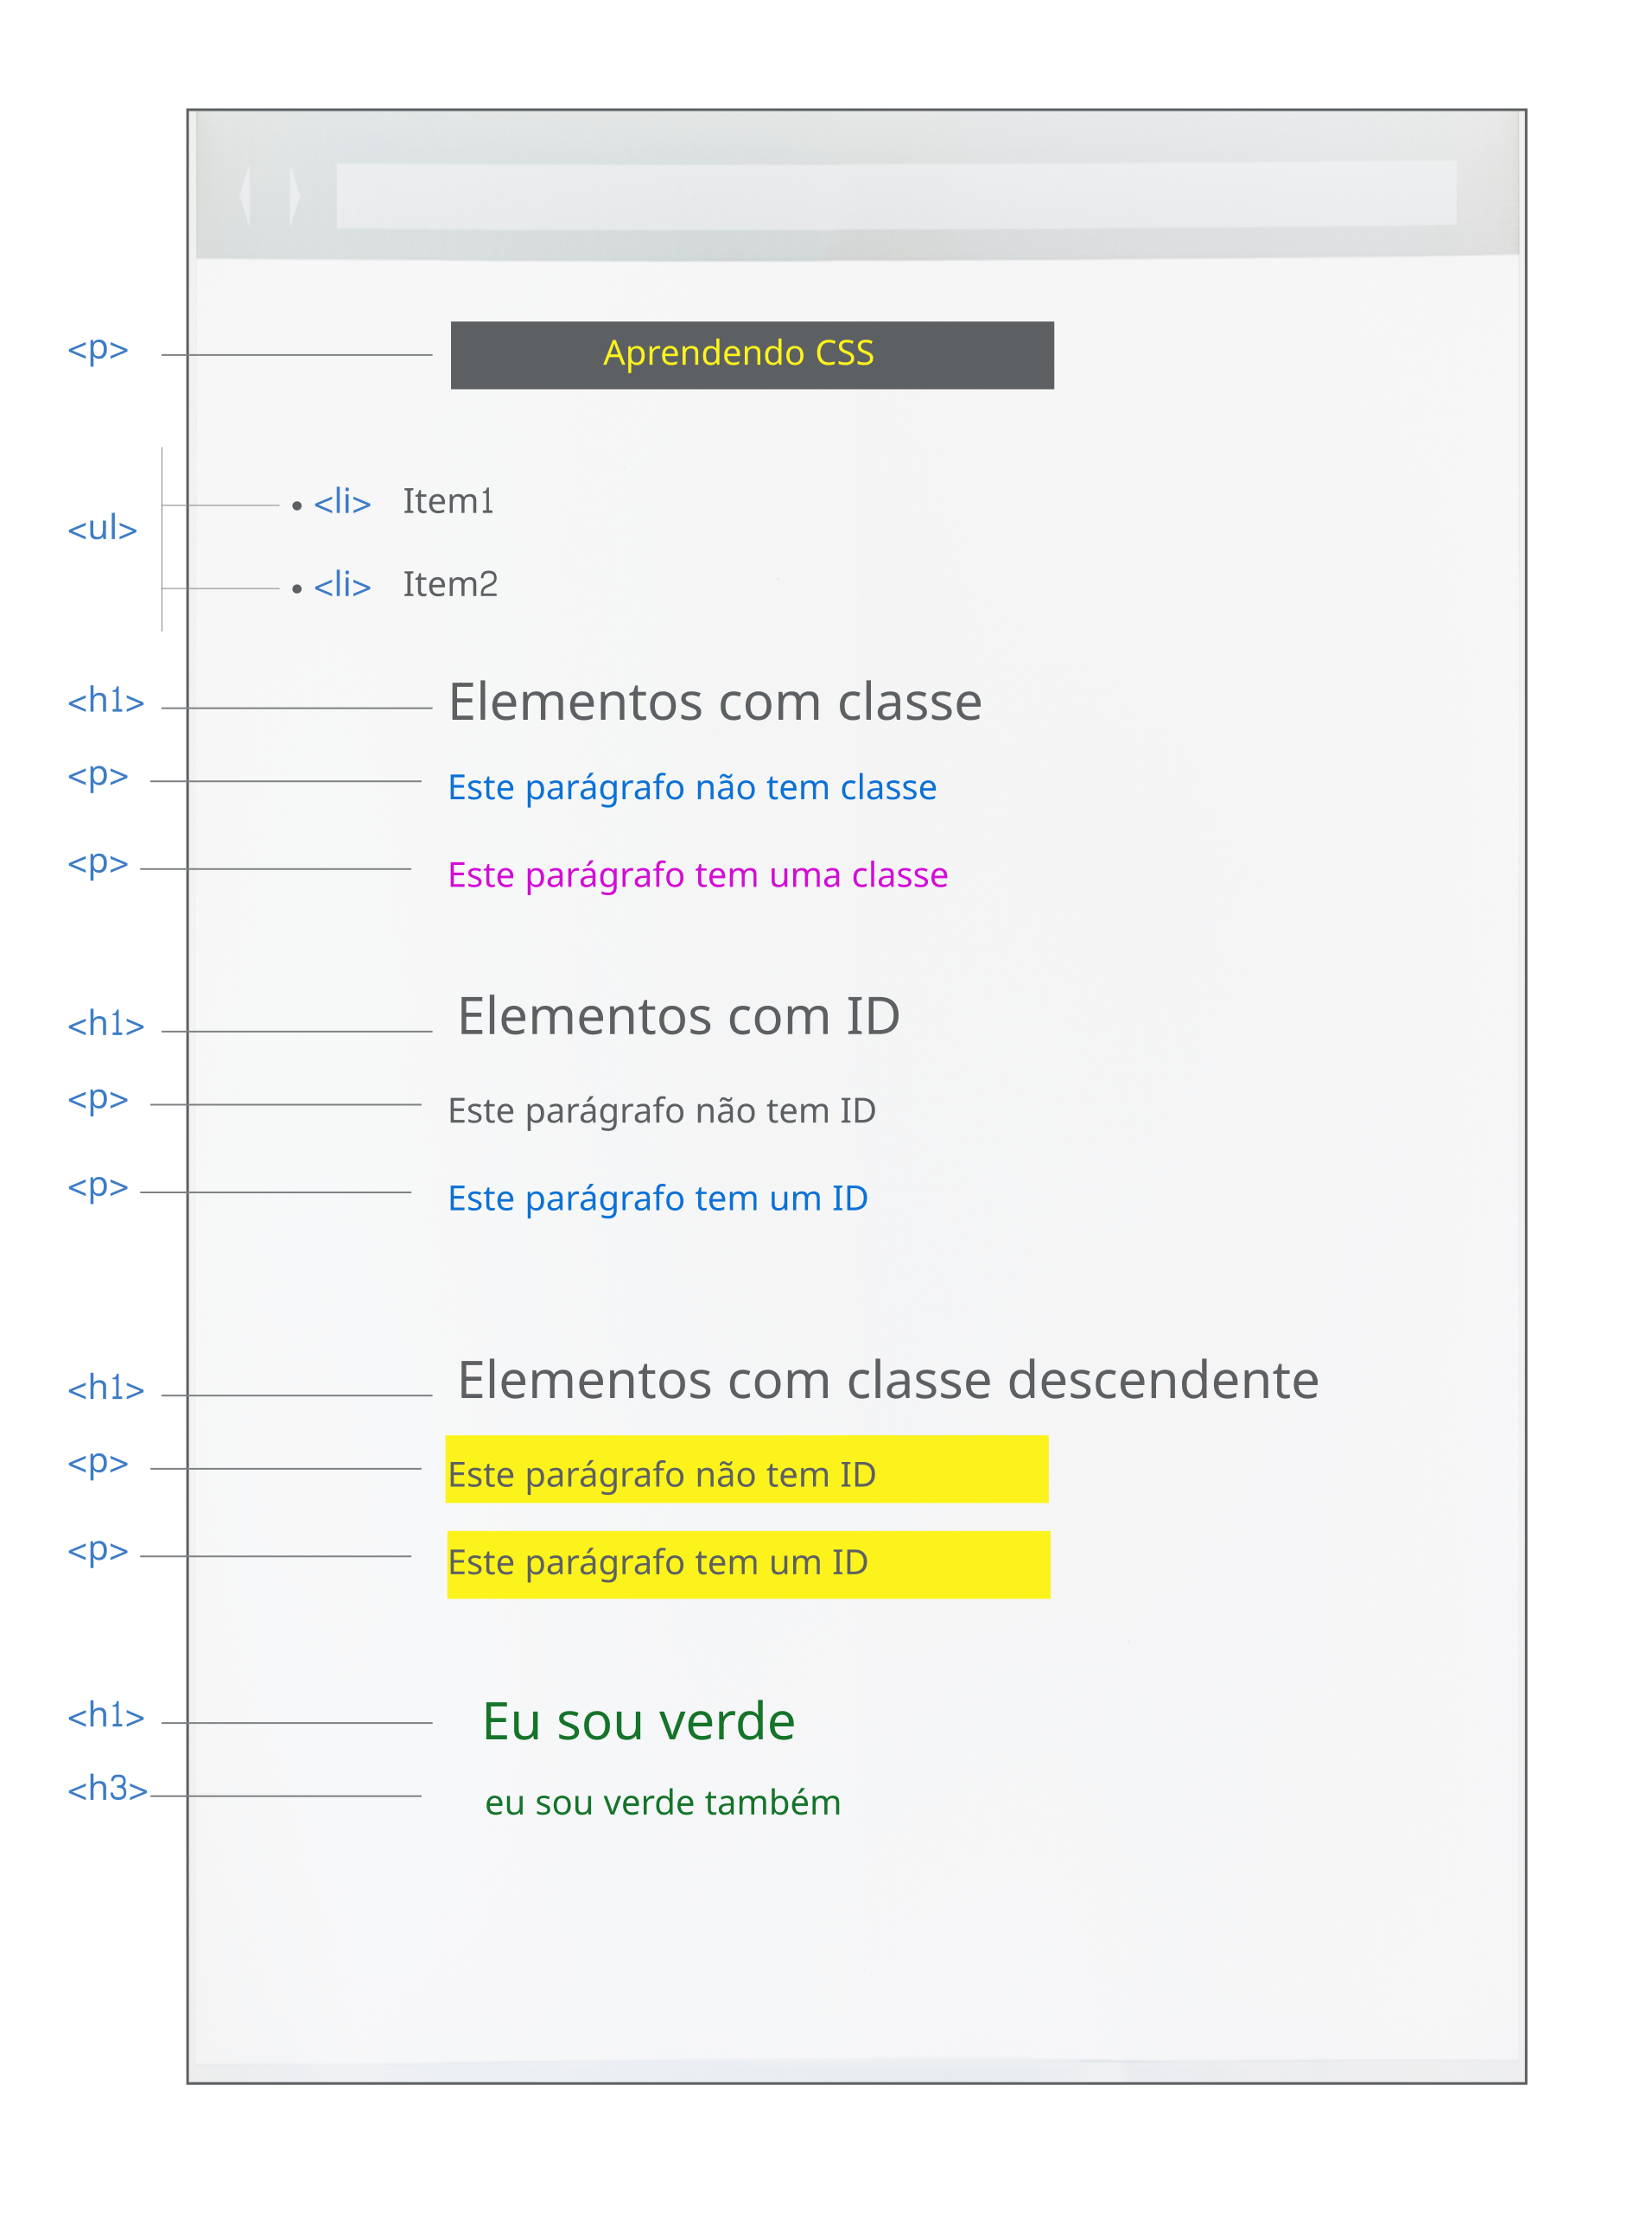 <p> Aprendendo CSS
<ul>
<li> Item1
<li> Item2
<h1> Elementos com classe
<p> Este parágrafo não tem classe
<p> Este parágrafo tem uma classe
<h1> Elementos com ID
<p> Este parágrafo não tem ID
<p> Este parágrafo tem um ID
<h1> Elementos com classe descendente
<p> Este parágrafo não tem ID
<p> Este parágrafo tem um ID
<h1> Eu sou verde
<h3> eu sou verde também